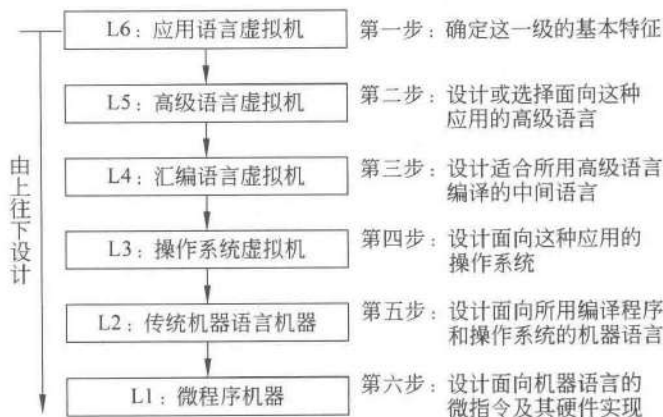 L6：应用语言虚拟机
第一步：确定这一级的基本特征
L5：高级语言虚拟机
第二步：设计或选择面向这种
应用的高级语言
L4：汇编语言虚拟机
第三步：设计适合所用高级语言
编译的中间语言
L3：操作系统虚拟机
第四步：设计面向这种应用的
操作系统
L2：传统机器语言机器
第五步：设计面向所用编译程序
和操作系统的机器语言
L1：微程序机器
第六步：设计面向机器语言的
微指令及其硬件实现
由上往下设计